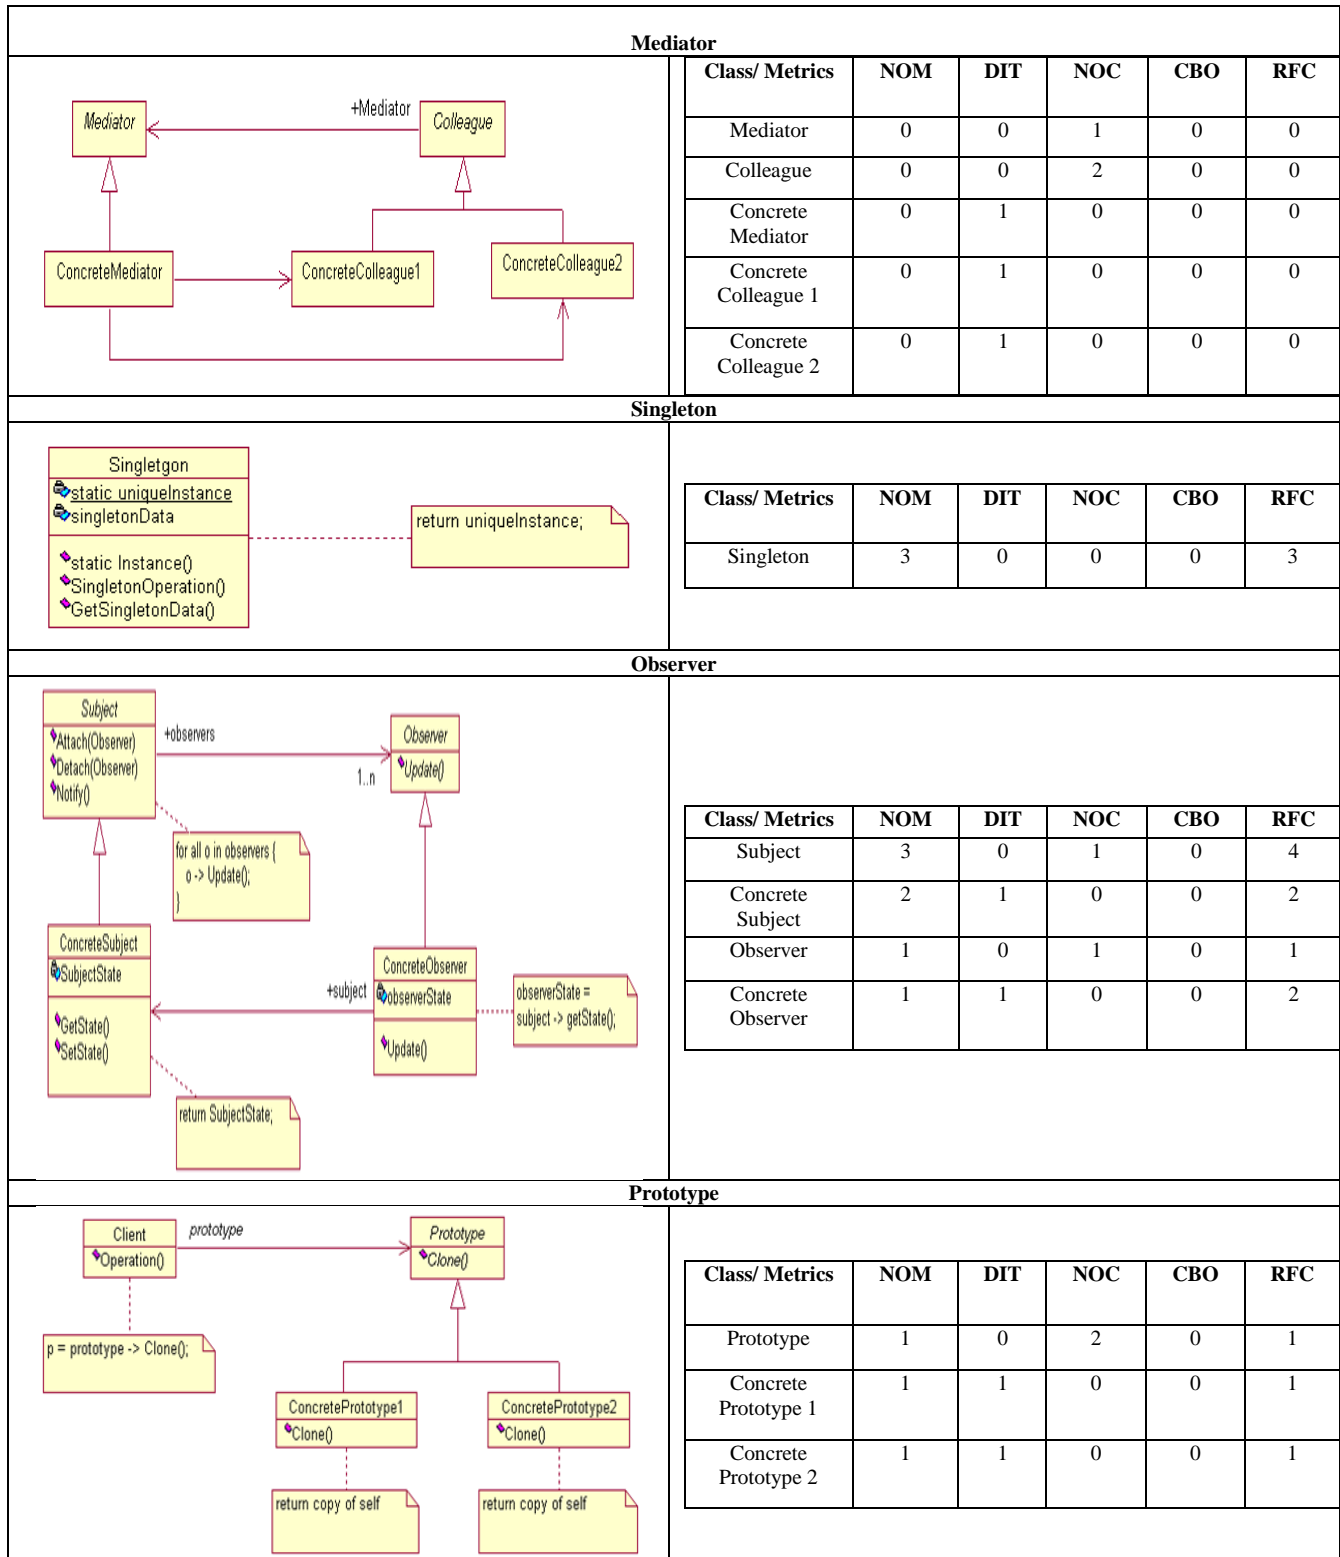 Mediator
Mediator
+Mediator
Colleague
ConcreteMediator
ConcreteColleague1
ConcreteColleague2
Class/ Metrics NOM DIT NOC CBO RFC
Mediator 0 0 1 0 0
Colleague 0 0 2 0 0
Concrete
Mediator 0 1 0 0 0
Concrete
Colleague 1 0 1 0 0 0
Concrete
Colleague 2 0 1 0 0 0
Singleton
Singletgon
static uniqueInstance
singletonData
static Instance()
SingletonOperation()
GetSingletonData()
return uniqueInstance;
Class/ Metrics NOM DIT NOC CBO RFC
Singleton 3 0 0 0 3
Observer
Subject
Attach(Observer)
Detach(Observer)
Notify()
+observers
1..n
Observer
Update()
for all o in observers {
o -> Update();
}
ConcreteSubject
SubjectState
GetState()
SetState()
+subject
ConcreteObserver
observerState
Update()
observerState =
subject -> getState();
return SubjectState;
Class/ Metrics NOM DIT NOC CBO RFC
Subject 3 0 1 0 4
Concrete
Subject 2 1 0 0 2
Observer 1 0 1 0 1
Concrete
Observer 1 1 0 0 2
Prototype
Client
Operation()
prototype
Prototype
Clone()
p = prototype -> Clone();
ConcretePrototype1
Clone()
ConcretePrototype2
Clone()
return copy of self
return copy of self
Class/ Metrics NOM DIT NOC CBO RFC
Prototype 1 0 2 0 1
Concrete
Prototype 1 1 1 0 0 1
Concrete
Prototype 2 1 1 0 0 1